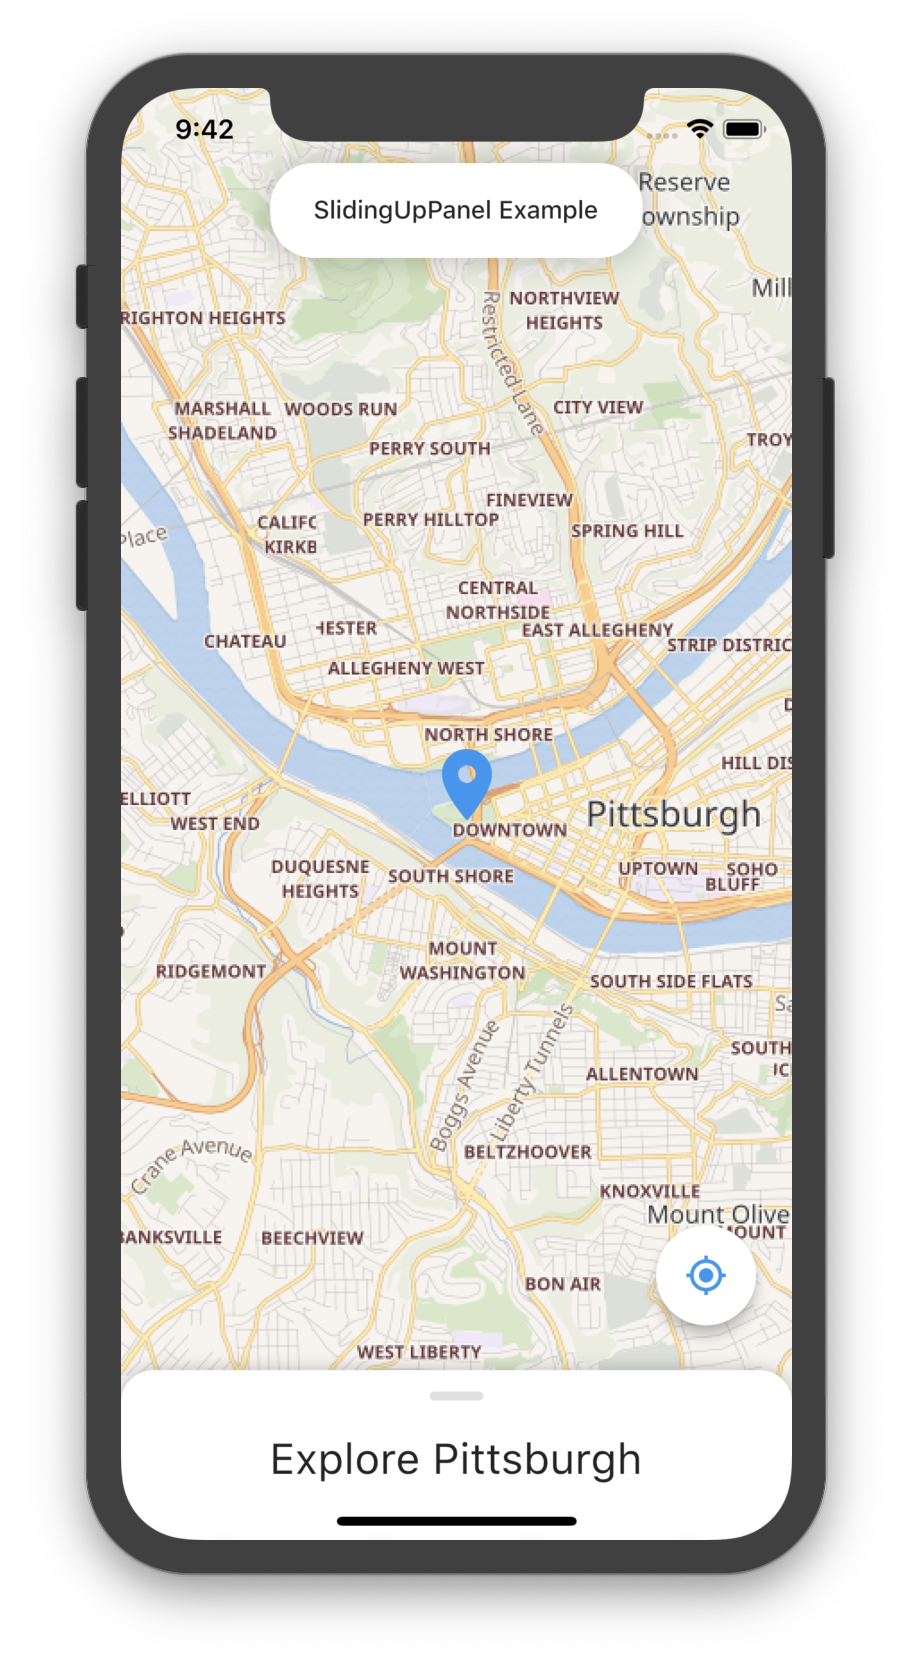 9:42
Reserve
ownship
SlidingUpPanel Example
Mill
NORTHVIEW
HEIGHTS
RIGHTON HEIGHTS
Restricted Lane
MARSHALL
SHADELAND
WOODS RUN
CITY VIEW
TROY
PERRY SOUTH
FINEVIEW
CALIFC
KIRKB
PERRY HILLTOP
SPRING HILL
Place
CENTRAL
NORTHSIDE
HESTER
EAST ALLEGHENY
CHATEAU
STRIP DISTRIC
ALLEGHENY WEST
NORTH SHORE
HILL DIS
ELLIOTT
WEST END
Pittsburgh
DOWNTOWN
DUQUESNE
HEIGHTS
SOUTH SHORE
UPTOWN
SOHO
BLUFF
MOUNT
WASHINGTON
RIDGEMONT
SOUTH SIDE FLATS
Sa
Boggs Avenue
Liberty Tunnels
SOUTH
ALLENTOWN
Crane Avenue
BELTZHOOVER
KNOXVILLE
Mount Olive
MOUNT
BANKSVILLE
BEECHVIEW
BON AIR
WEST LIBERTY
Explore Pittsburgh